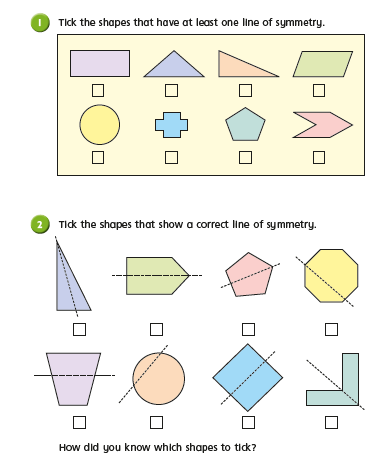 1 Tick the shapes that have at least one line of symmetry.
2 Tick the shapes that show a correct line of symmetry.
How did you know which shapes to tick?